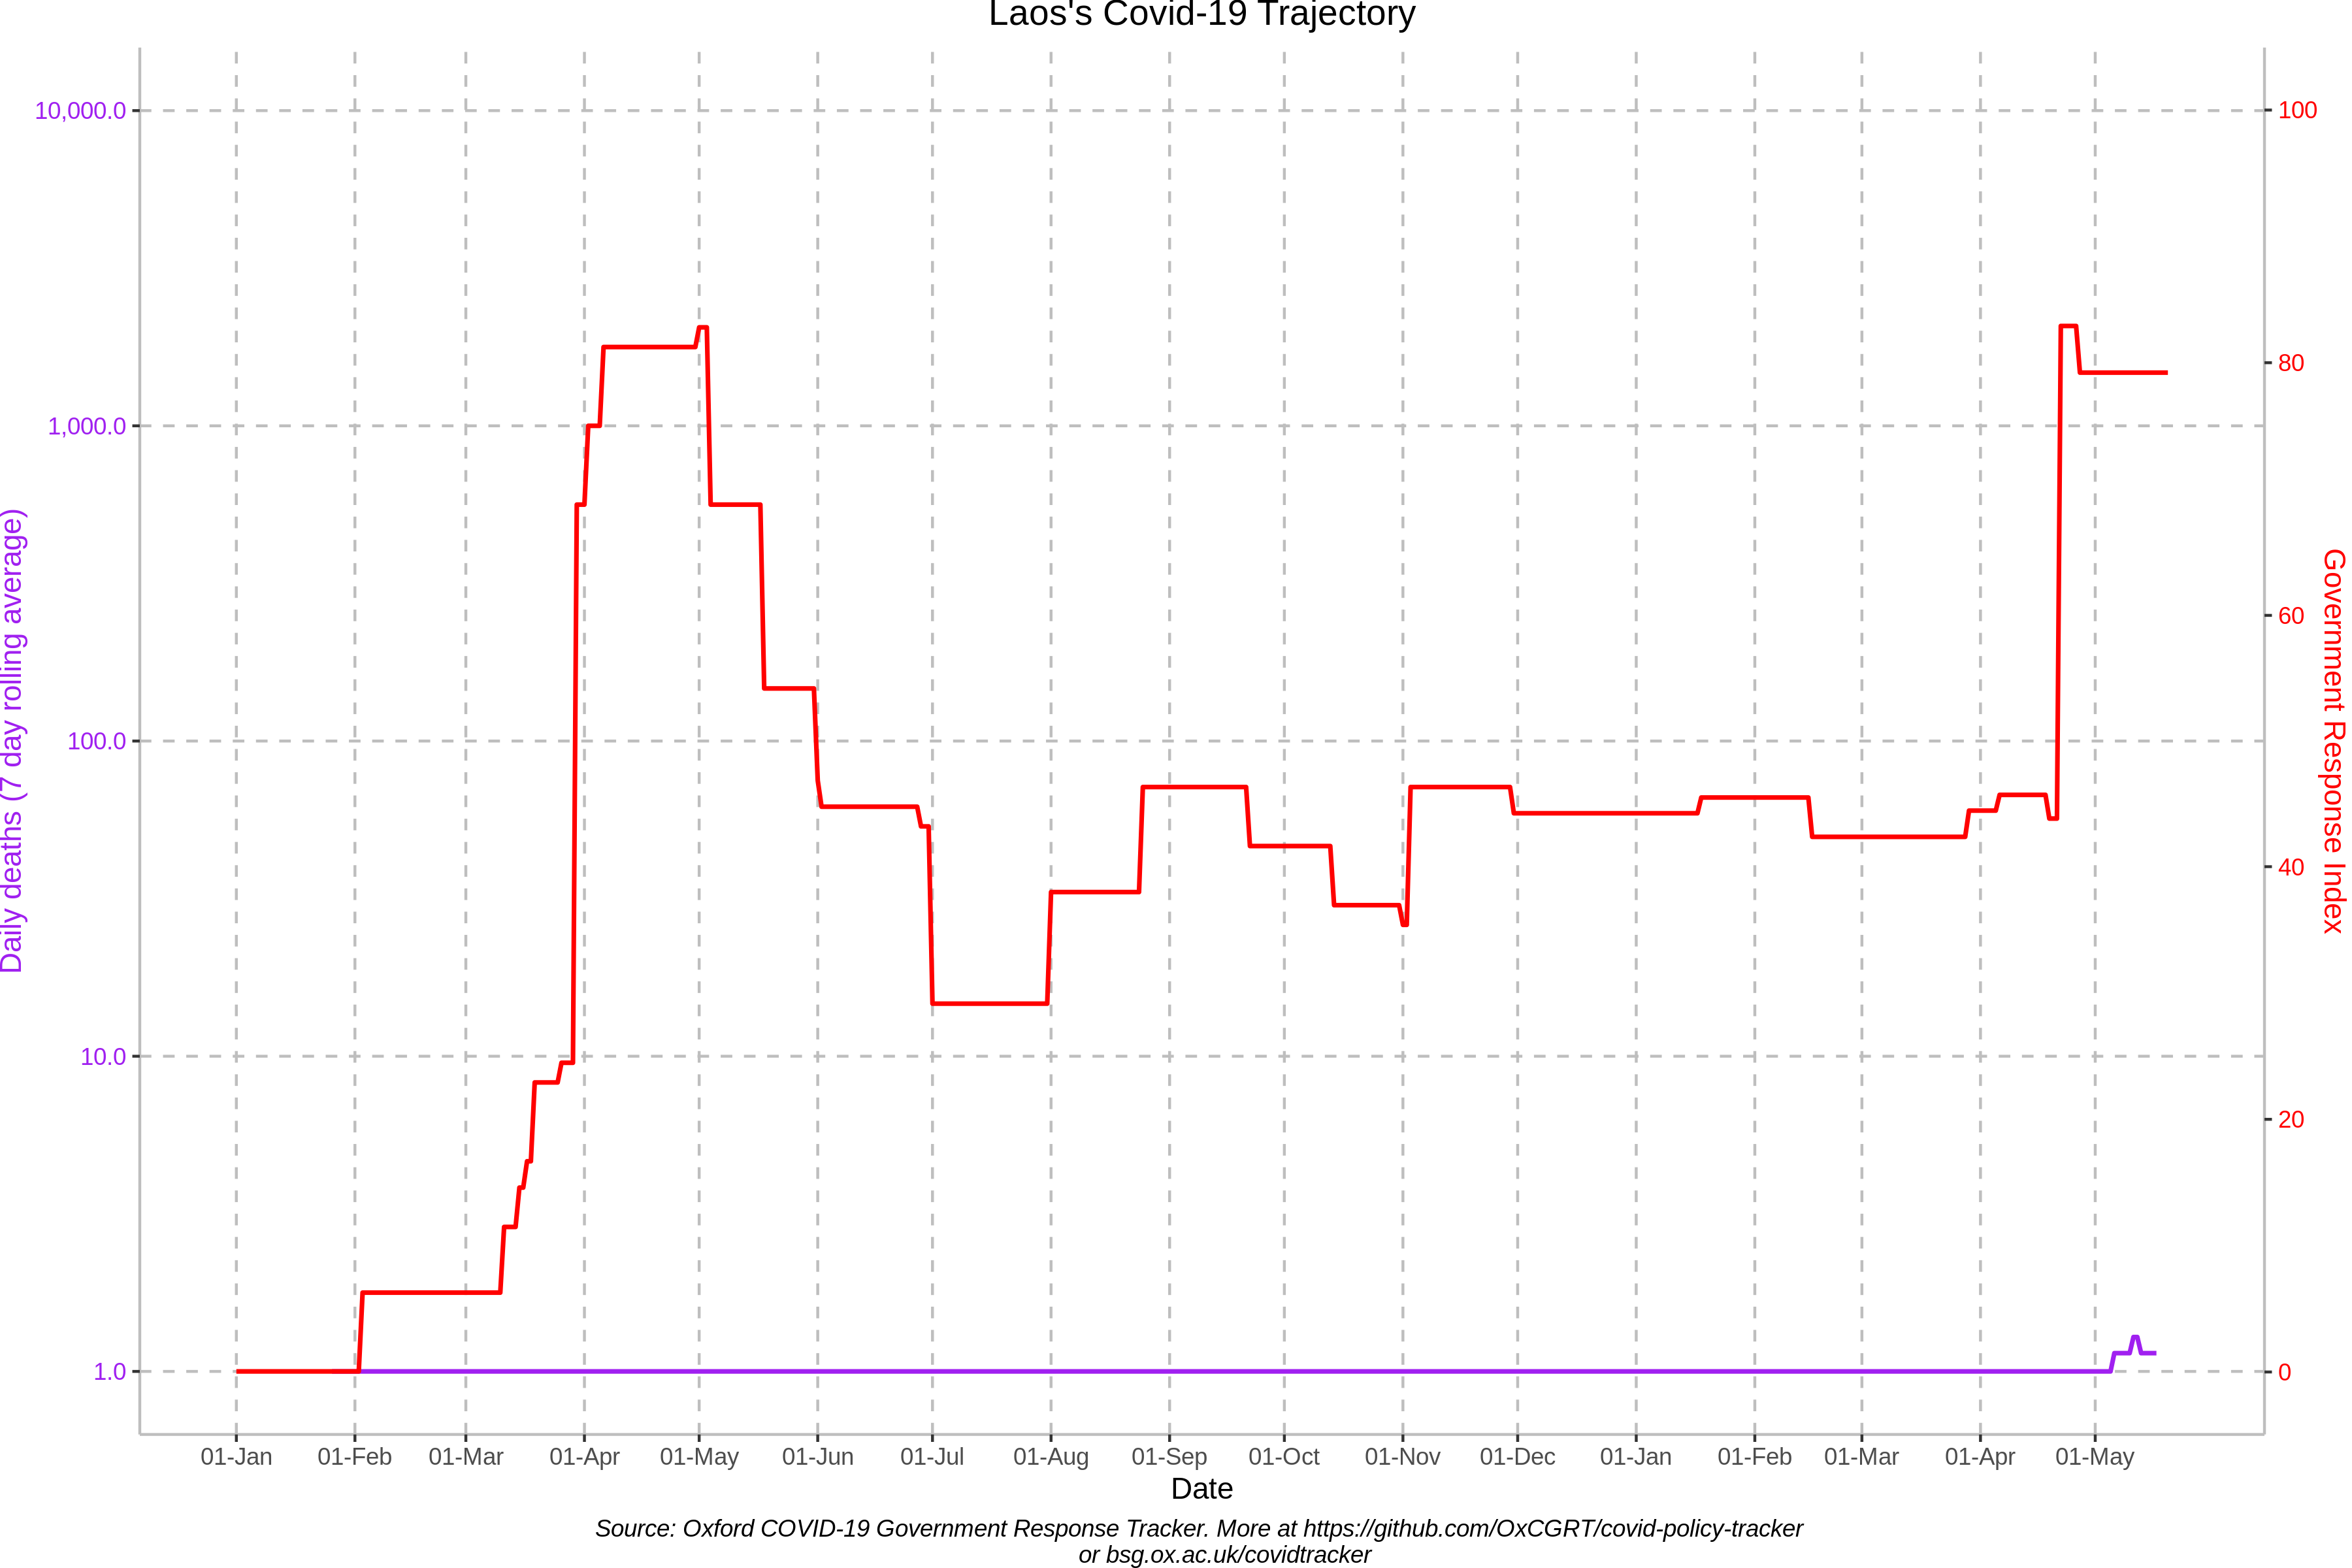 Laos's Covid-19 Trajectory
10,000.0
1,000.0
100.0
10.0
1.0
Daily deaths (7 day rolling average)
100
80
60
40
20
0
Government Response Index
01-Jan 01-Feb 01-Mar 01-Apr 01-May 01-Jun 01-Jul 01-Aug 01-Sep 01-Oct 01-Nov 01-Dec 01-Jan 01-Feb 01-Mar 01-Apr 01-May
Date
Source: Oxford COVID-19 Government Response Tracker. More at https://github.com/OxCGRT/covid-policy-tracker
or bsg.ox.ac.uk/covidtracker